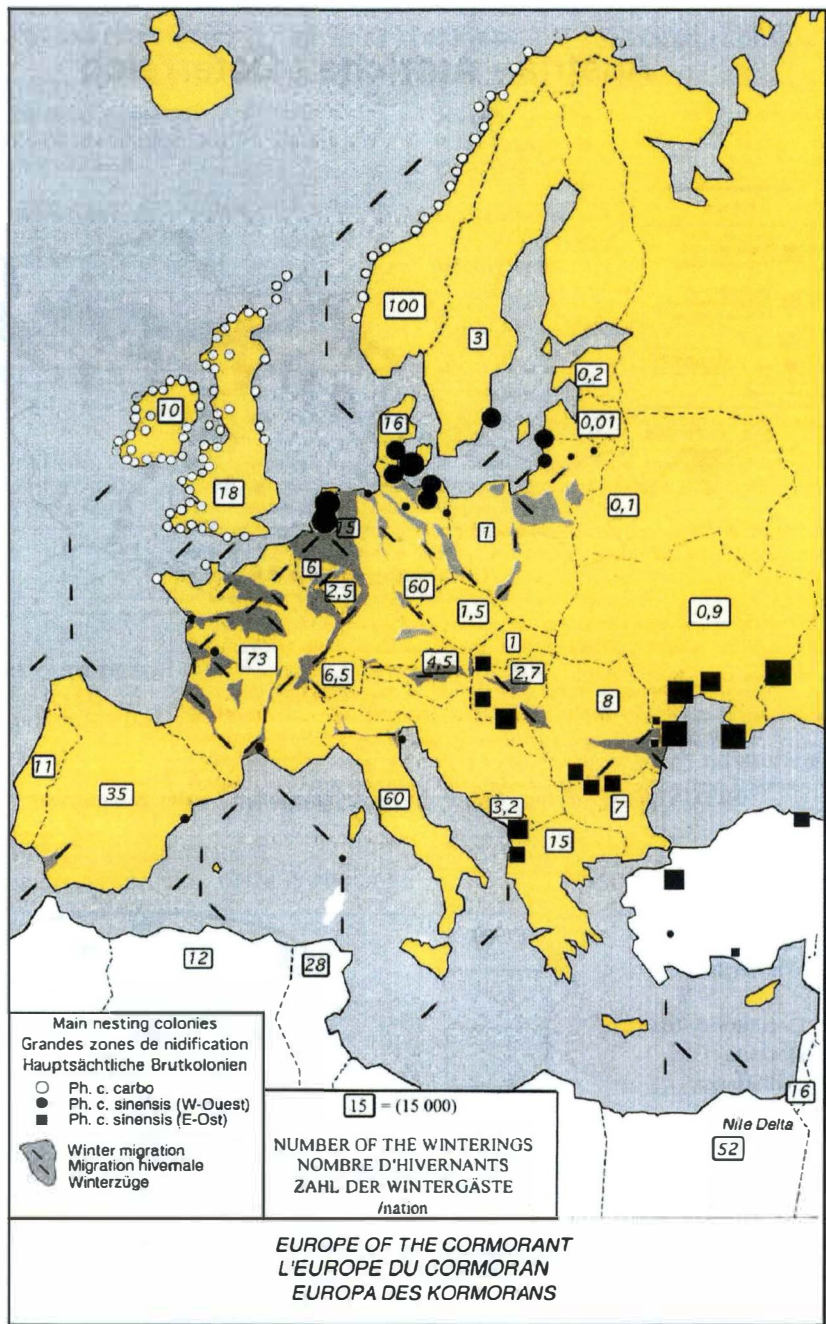 100
3
0,2
0,01
10
16
18
0,1
15
1
6
2,5
60
1,5
0,9
1
73
6,5
4,5
2,7
8
11
35
60
7
3,2
15
12
28
Main nesting colonies
Grandes zones de nidification
Hauptsächtliche Brutkolonien
Ph. c. carbo
Ph. c. sinensis (W-Ouest)
Ph. c. sinensis (E-Ost)
Winter migration
Migration hivernale
Winterzüge
15 = (15 000)
NUMBER OF THE WINTERINGS
NOMBRE D'HIVERNANTS
ZAHL DER WINTERGÄSTE
/nation
16
Nile Delta
52
EUROPE OF THE CORMORANT
L'EUROPE DU CORMORAN
EUROPA DES KORMORANS